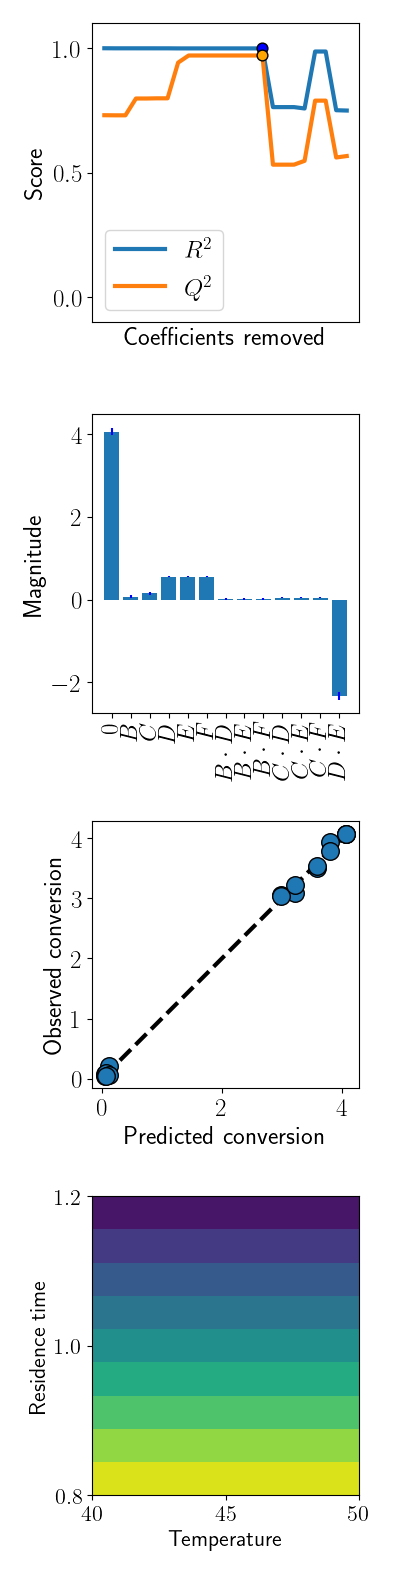 1.0
0.5
0.0
Score
R²
Q²
Coefficients removed
4
2
0
−2
Magnitude
0
B
C
D
E
F
B · D
B · E
B · F
C · D
C · E
C · F
D · E
4
3
2
1
0
Observed conversion
0
2
4
Predicted conversion
1.2
1.0
0.8
Residence time
40
45
50
Temperature